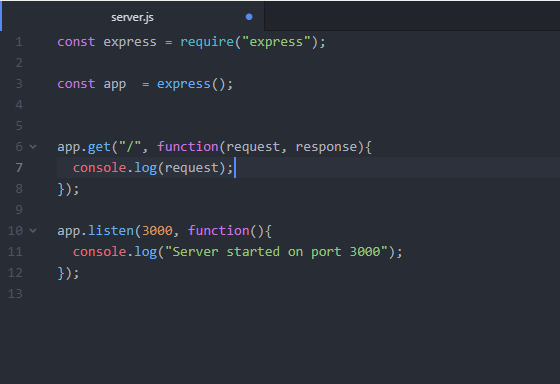 server.js
1 const express = require("express");
2
3 const app  = express();
4
5
6 app.get("/", function(request, response){
7   console.log(request);
8 });
9
10 app.listen(3000, function(){
11   console.log("Server started on port 3000");
12 });
13